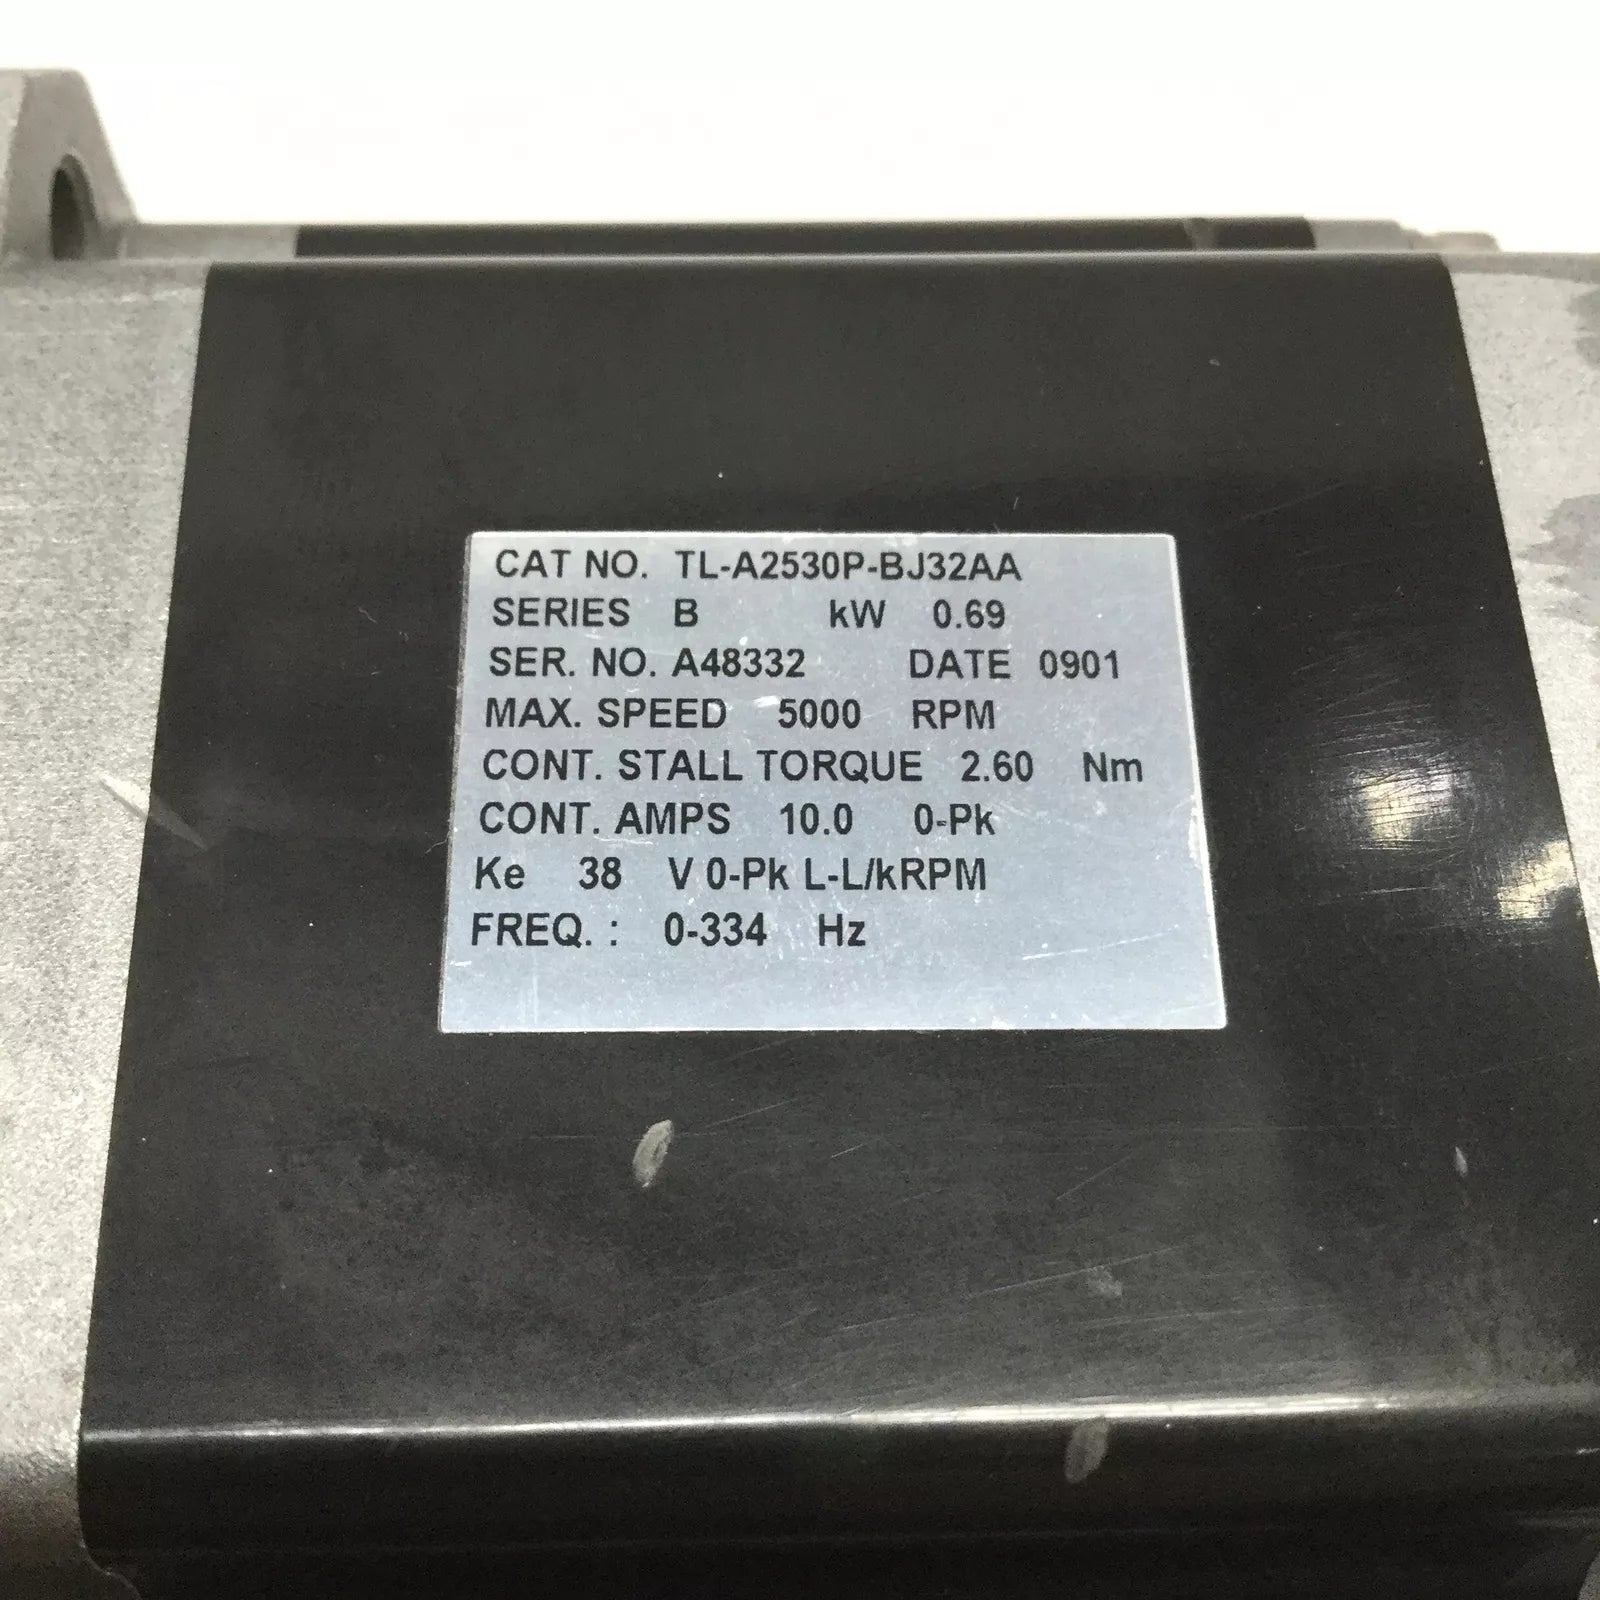 CAT NO. TL-A2530P-BJ32AA
SERIES B kW 0.69
SER. NO. A48332 DATE 0901
MAX. SPEED 5000 RPM
CONT. STALL TORQUE 2.60 Nm
CONT. AMPS 10.0 0-Pk
Ke 38 V 0-Pk L-L/kRPM
FREQ. : 0-334 Hz